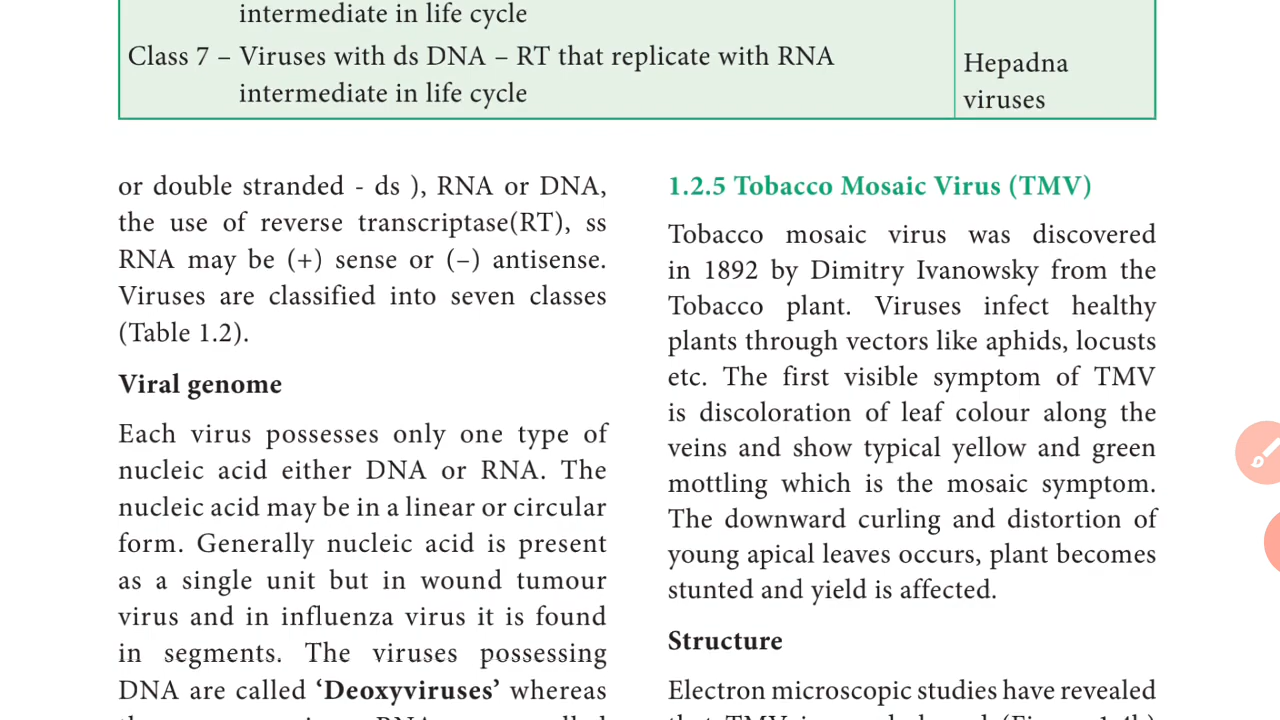 intermediate in life cycle
Class 7 – Viruses with ds DNA – RT that replicate with RNA
intermediate in life cycle
Hepadna
viruses
or double stranded - ds ), RNA or DNA,
the use of reverse transcriptase(RT), ss
RNA may be (+) sense or (–) antisense.
Viruses are classified into seven classes
(Table 1.2).
Viral genome
Each virus possesses only one type of
nucleic acid either DNA or RNA. The
nucleic acid may be in a linear or circular
form. Generally nucleic acid is present
as a single unit but in wound tumour
virus and in influenza virus it is found
in segments. The viruses possessing
DNA are called ‘Deoxyviruses’ whereas
1.2.5 Tobacco Mosaic Virus (TMV)
Tobacco mosaic virus was discovered
in 1892 by Dimitry Ivanowsky from the
Tobacco plant. Viruses infect healthy
plants through vectors like aphids, locusts
etc. The first visible symptom of TMV
is discoloration of leaf colour along the
veins and show typical yellow and green
mottling which is the mosaic symptom.
The downward curling and distortion of
young apical leaves occurs, plant becomes
stunted and yield is affected.
Structure
Electron microscopic studies have revealed